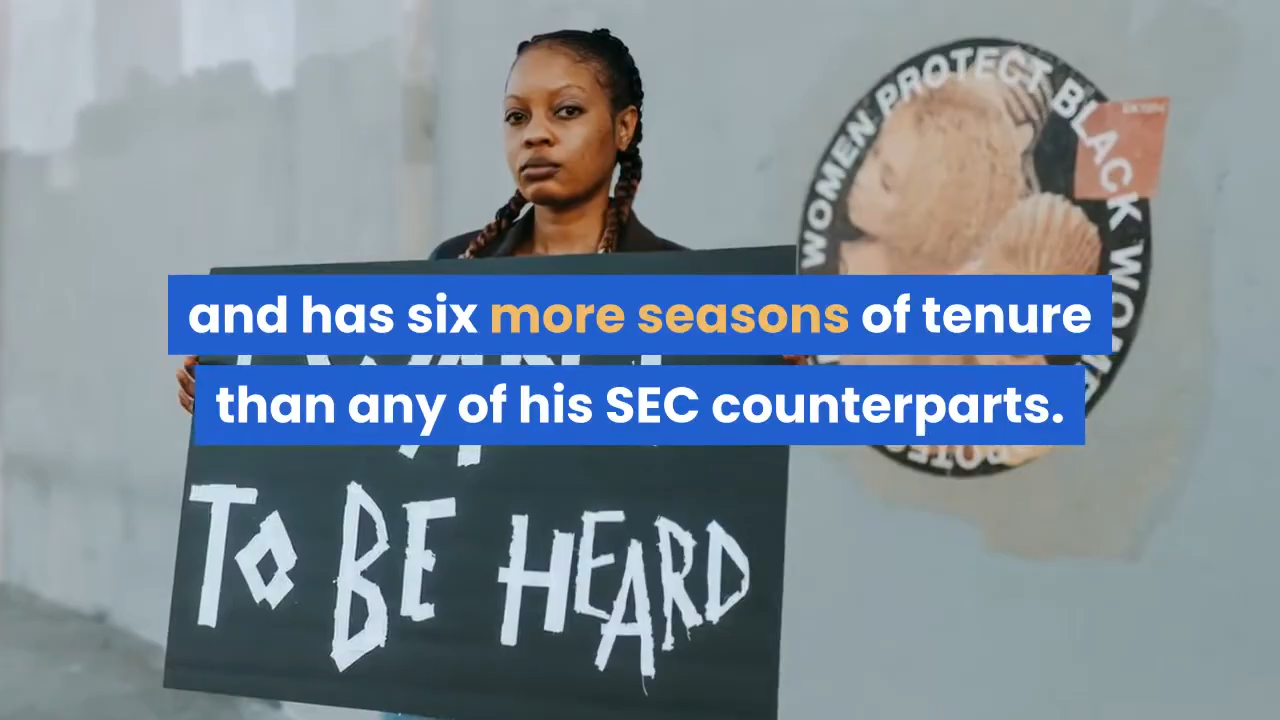 WOMEN PROTECT BLACK WOMEN
and has six more seasons of tenure
than any of his SEC counterparts.
TO BE HEARD